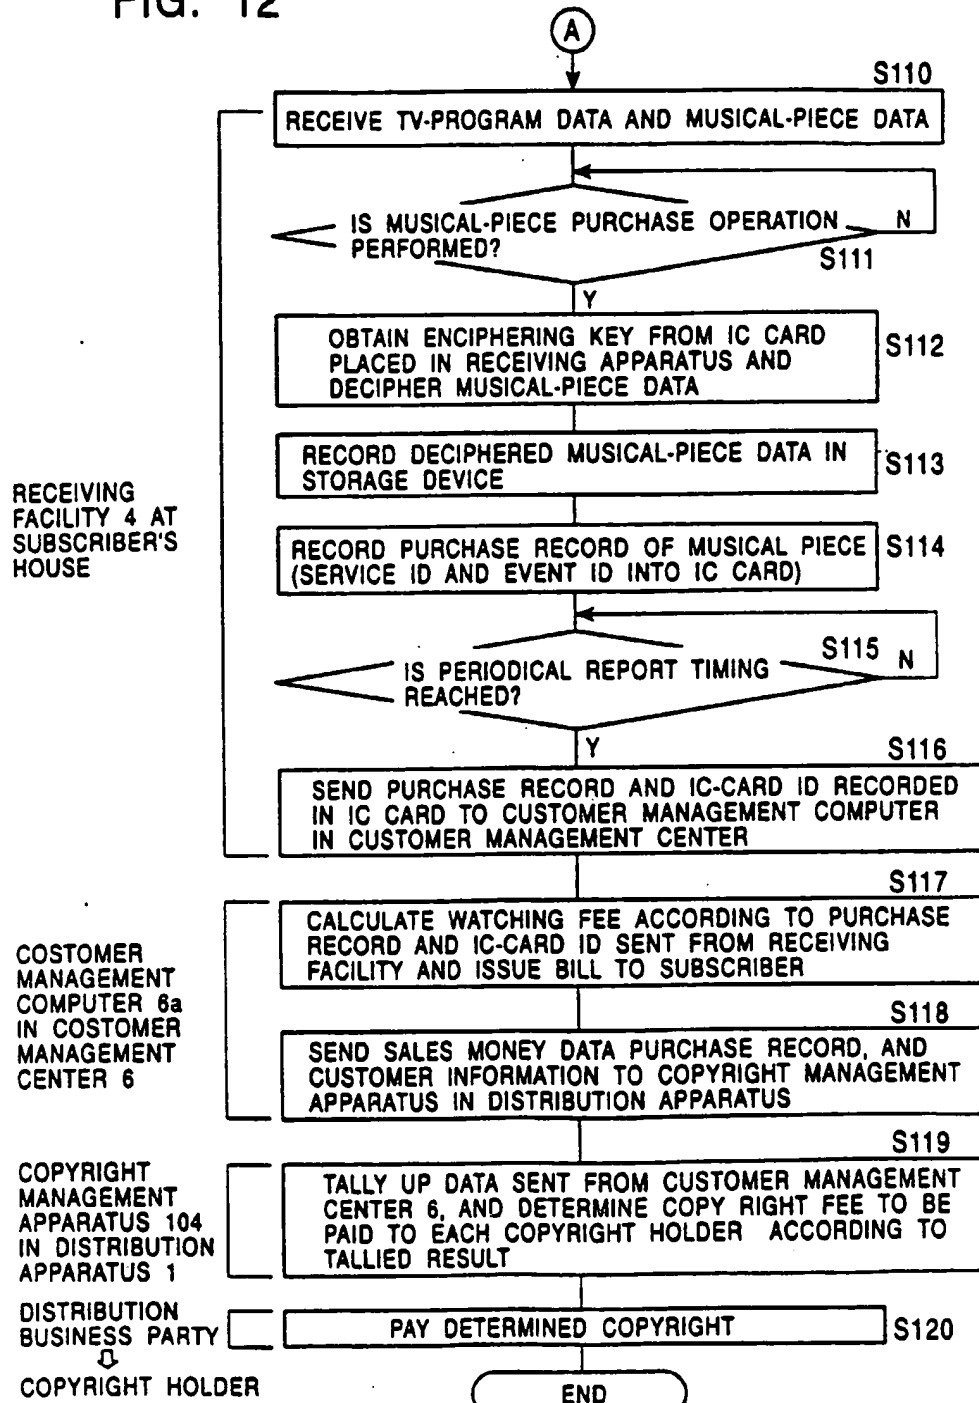 FIG. 12
A
S110
RECEIVE TV-PROGRAM DATA AND MUSICAL-PIECE DATA
IS MUSICAL-PIECE PURCHASE OPERATION
PERFORMED?
N
S111
Y
OBTAIN ENCIPHERING KEY FROM IC CARD
PLACED IN RECEIVING APPARATUS AND
DECIPHER MUSICAL-PIECE DATA
S112
RECORD DECIPHERED MUSICAL-PIECE DATA IN
STORAGE DEVICE
S113
RECORD PURCHASE RECORD OF MUSICAL PIECE
(SERVICE ID AND EVENT ID INTO IC CARD)
S114
RECEIVING
FACILITY 4 AT
SUBSCRIBER'S
HOUSE
S115
IS PERIODICAL REPORT TIMING
REACHED?
N
Y
S116
SEND PURCHASE RECORD AND IC-CARD ID RECORDED
IN IC CARD TO CUSTOMER MANAGEMENT COMPUTER
IN CUSTOMER MANAGEMENT CENTER
S117
CALCULATE WATCHING FEE ACCORDING TO PURCHASE
RECORD AND IC-CARD ID SENT FROM RECEIVING
FACILITY AND ISSUE BILL TO SUBSCRIBER
COSTOMER
MANAGEMENT
COMPUTER 6a
IN COSTOMER
MANAGEMENT
CENTER 6
S118
SEND SALES MONEY DATA PURCHASE RECORD, AND
CUSTOMER INFORMATION TO COPYRIGHT MANAGEMENT
APPARATUS IN DISTRIBUTION APPARATUS
S119
COPYRIGHT
MANAGEMENT
APPARATUS 104
IN DISTRIBUTION
APPARATUS 1
TALLY UP DATA SENT FROM CUSTOMER MANAGEMENT
CENTER 6, AND DETERMINE COPY RIGHT FEE TO BE
PAID TO EACH COPYRIGHT HOLDER ACCORDING TO
TALLIED RESULT
DISTRIBUTION
BUSINESS PARTY
⇩
COPYRIGHT HOLDER
PAY DETERMINED COPYRIGHT
S120
END